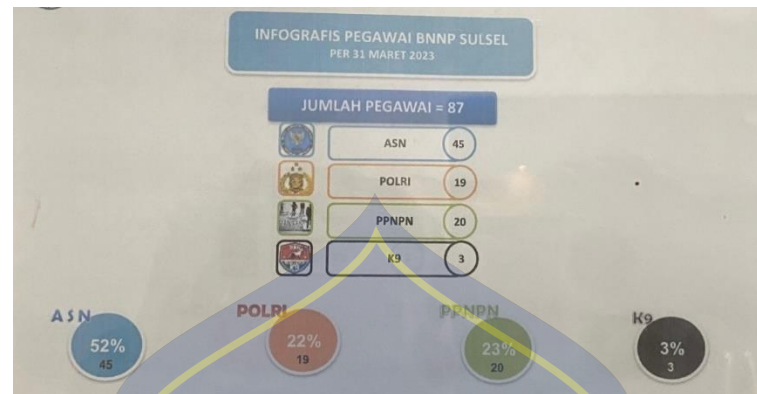 INFOGRAFIS PEGAWAI BNNP SULSEL
PER 31 MARET 2023
JUMLAH PEGAWAI = 87
ASN 45
POLRI 19
PPNPN 20
K9 3
ASN
52%
45
POLRI
22%
19
PPNPN
23%
20
K9
3%
3